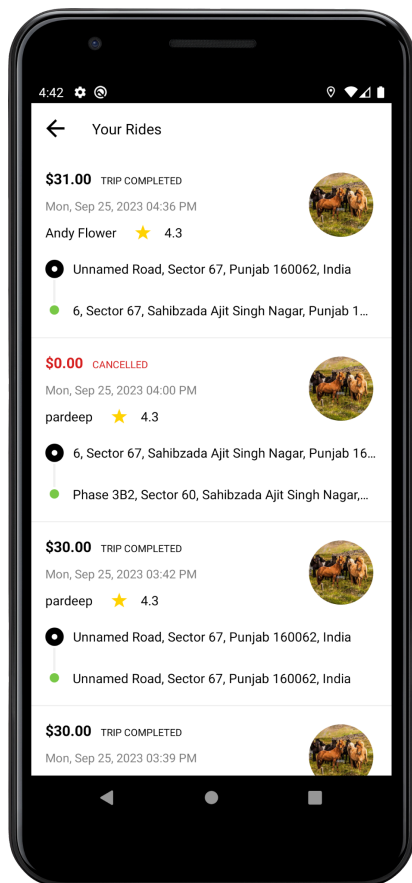 4:42
Your Rides
$31.00 TRIP COMPLETED
Mon, Sep 25, 2023 04:36 PM
Andy Flower 4.3
Unnamed Road, Sector 67, Punjab 160062, India
6, Sector 67, Sahibzada Ajit Singh Nagar, Punjab 1...
$0.00 CANCELLED
Mon, Sep 25, 2023 04:00 PM
pardeep 4.3
6, Sector 67, Sahibzada Ajit Singh Nagar, Punjab 16...
Phase 3B2, Sector 60, Sahibzada Ajit Singh Nagar,...
$30.00 TRIP COMPLETED
Mon, Sep 25, 2023 03:42 PM
pardeep 4.3
Unnamed Road, Sector 67, Punjab 160062, India
Unnamed Road, Sector 67, Punjab 160062, India
$30.00 TRIP COMPLETED
Mon, Sep 25, 2023 03:39 PM